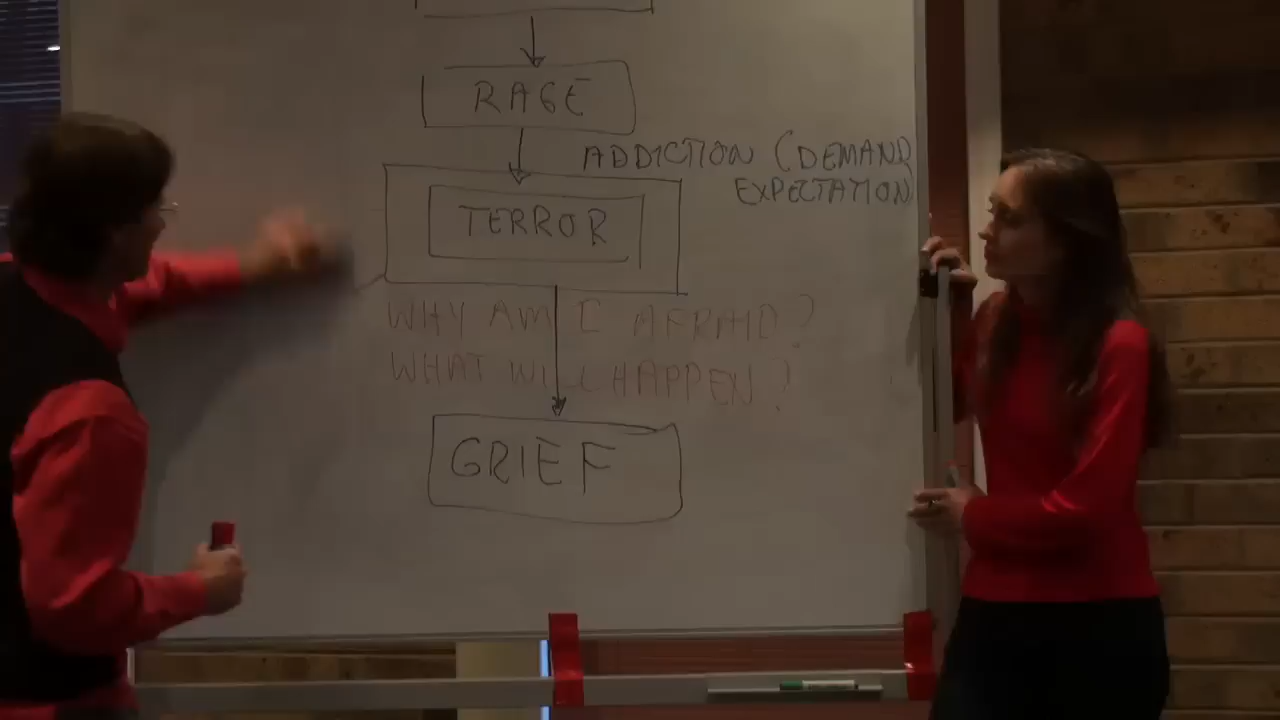 RAGE
ADDICTION (DEMAND
EXPECTATION)
TERROR
WHY AM I AFRAID?
WHAT WILL HAPPEN?
GRIEF